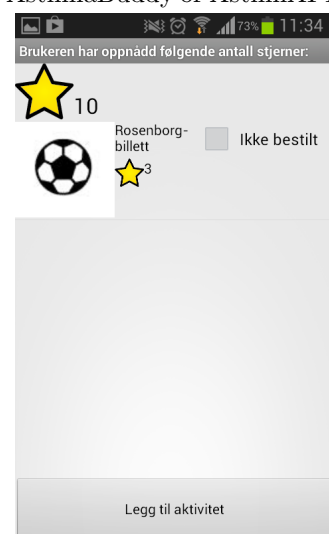 73% 11:34
Brukeren har oppnådd følgende antall stjerner:
10
Rosenborg-
billett
Ikke bestilt
3
Legg til aktivitet